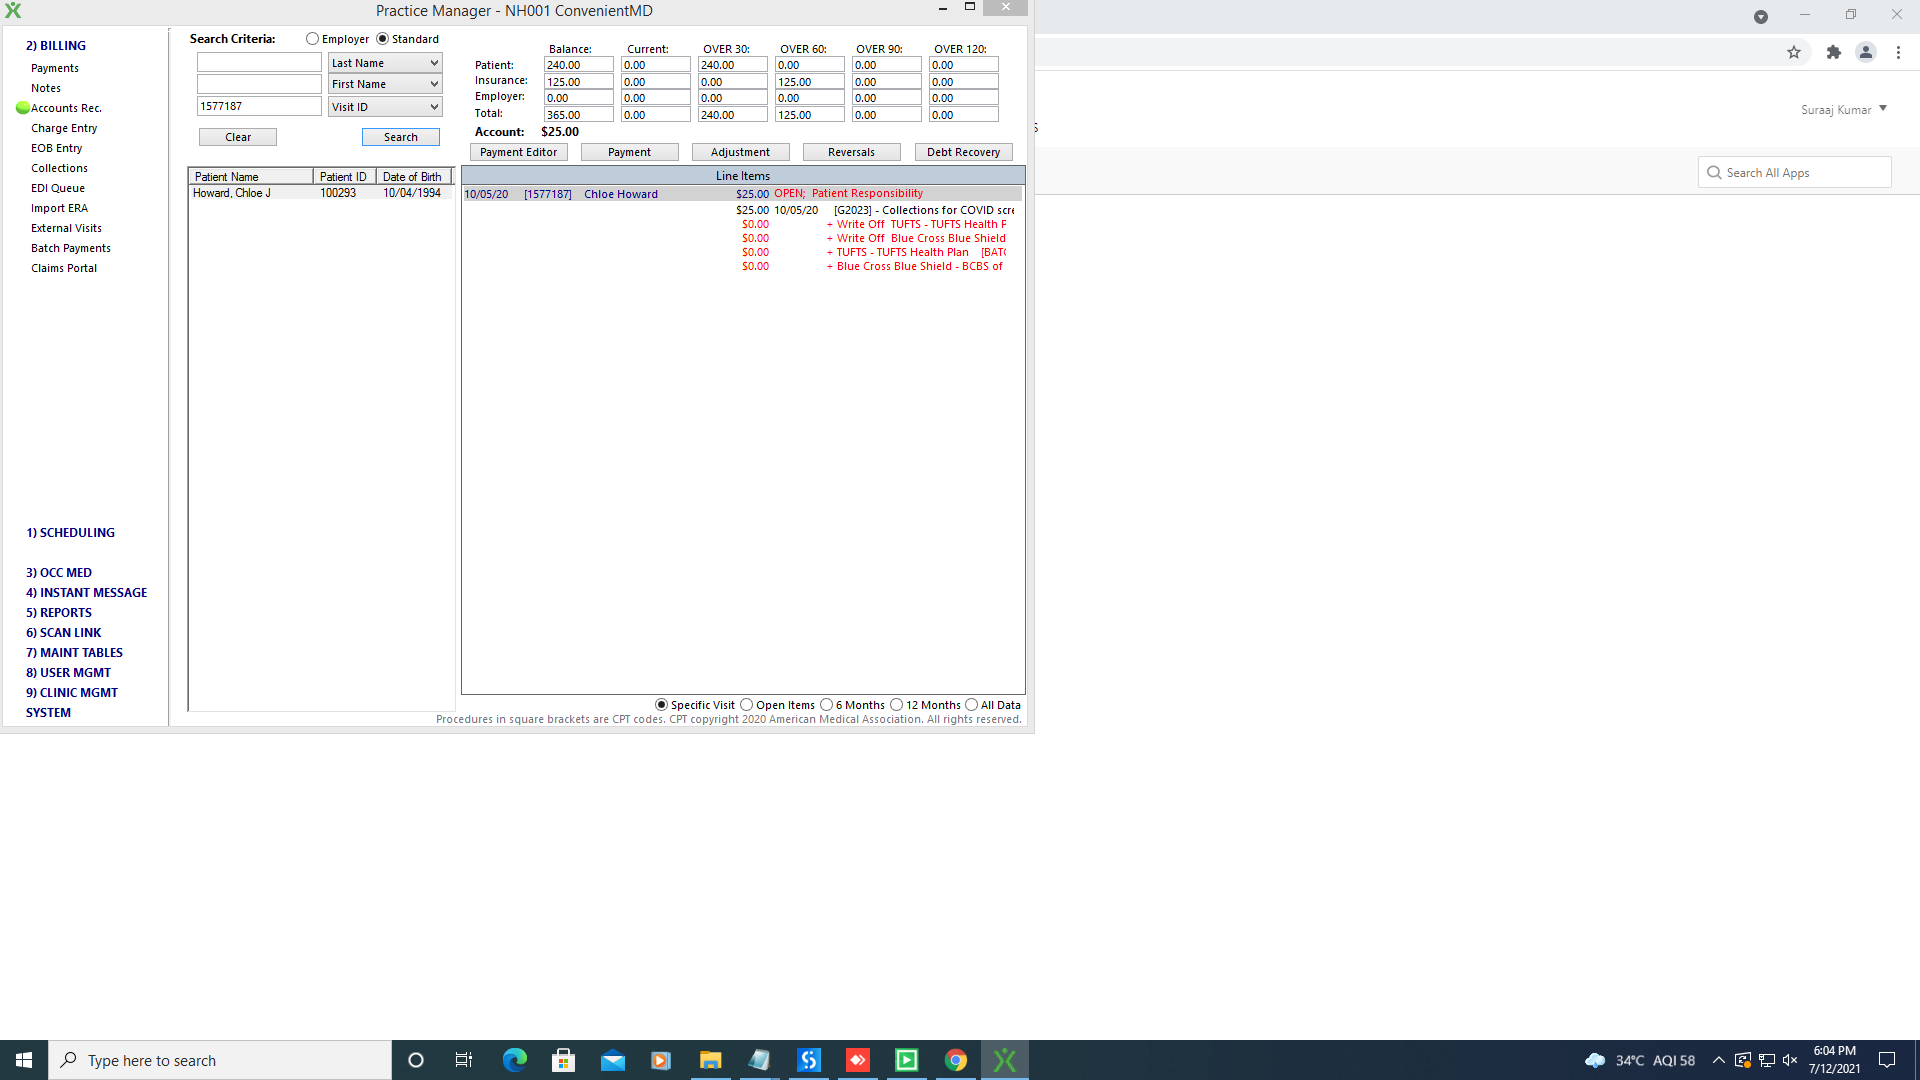 Practice Manager - NH001 ConvenientMD
2) BILLING
Payments
Notes
Accounts Rec.
Charge Entry
EOB Entry
Collections
EDI Queue
Import ERA
External Visits
Batch Payments
Claims Portal
1) SCHEDULING
3) OCC MED
4) INSTANT MESSAGE
5) REPORTS
6) SCAN LINK
7) MAINT TABLES
8) USER MGMT
9) CLINIC MGMT
SYSTEM
Search Criteria: Employer Standard
Last Name
First Name
1577187 Visit ID
Clear Search
Patient Name Patient ID Date of Birth
Howard, Chloe J 100293 10/04/1994
Balance: Current: OVER 30: OVER 60: OVER 90: OVER 120:
Patient: 240.00 0.00 240.00 0.00 0.00 0.00
Insurance: 125.00 0.00 0.00 125.00 0.00 0.00
Employer: 0.00 0.00 0.00 0.00 0.00 0.00
Total: 365.00 0.00 240.00 125.00 0.00 0.00
Account: $25.00
Payment Editor Payment Adjustment Reversals Debt Recovery
Line Items
10/05/20 [1577187] Chloe Howard $25.00 OPEN; Patient Responsibility
$25.00 10/05/20 [G2023] - Collections for COVID scre
$0.00 + Write Off TUFTS - TUFTS Health P
$0.00 + Write Off Blue Cross Blue Shield
$0.00 + TUFTS - TUFTS Health Plan [BATC
$0.00 + Blue Cross Blue Shield - BCBS of
Specific Visit Open Items 6 Months 12 Months All Data
Procedures in square brackets are CPT codes. CPT copyright 2020 American Medical Association. All rights reserved.
Suraaj Kumar
s
Search All Apps
Type here to search
34°C AQI 58
6:04 PM
7/12/2021